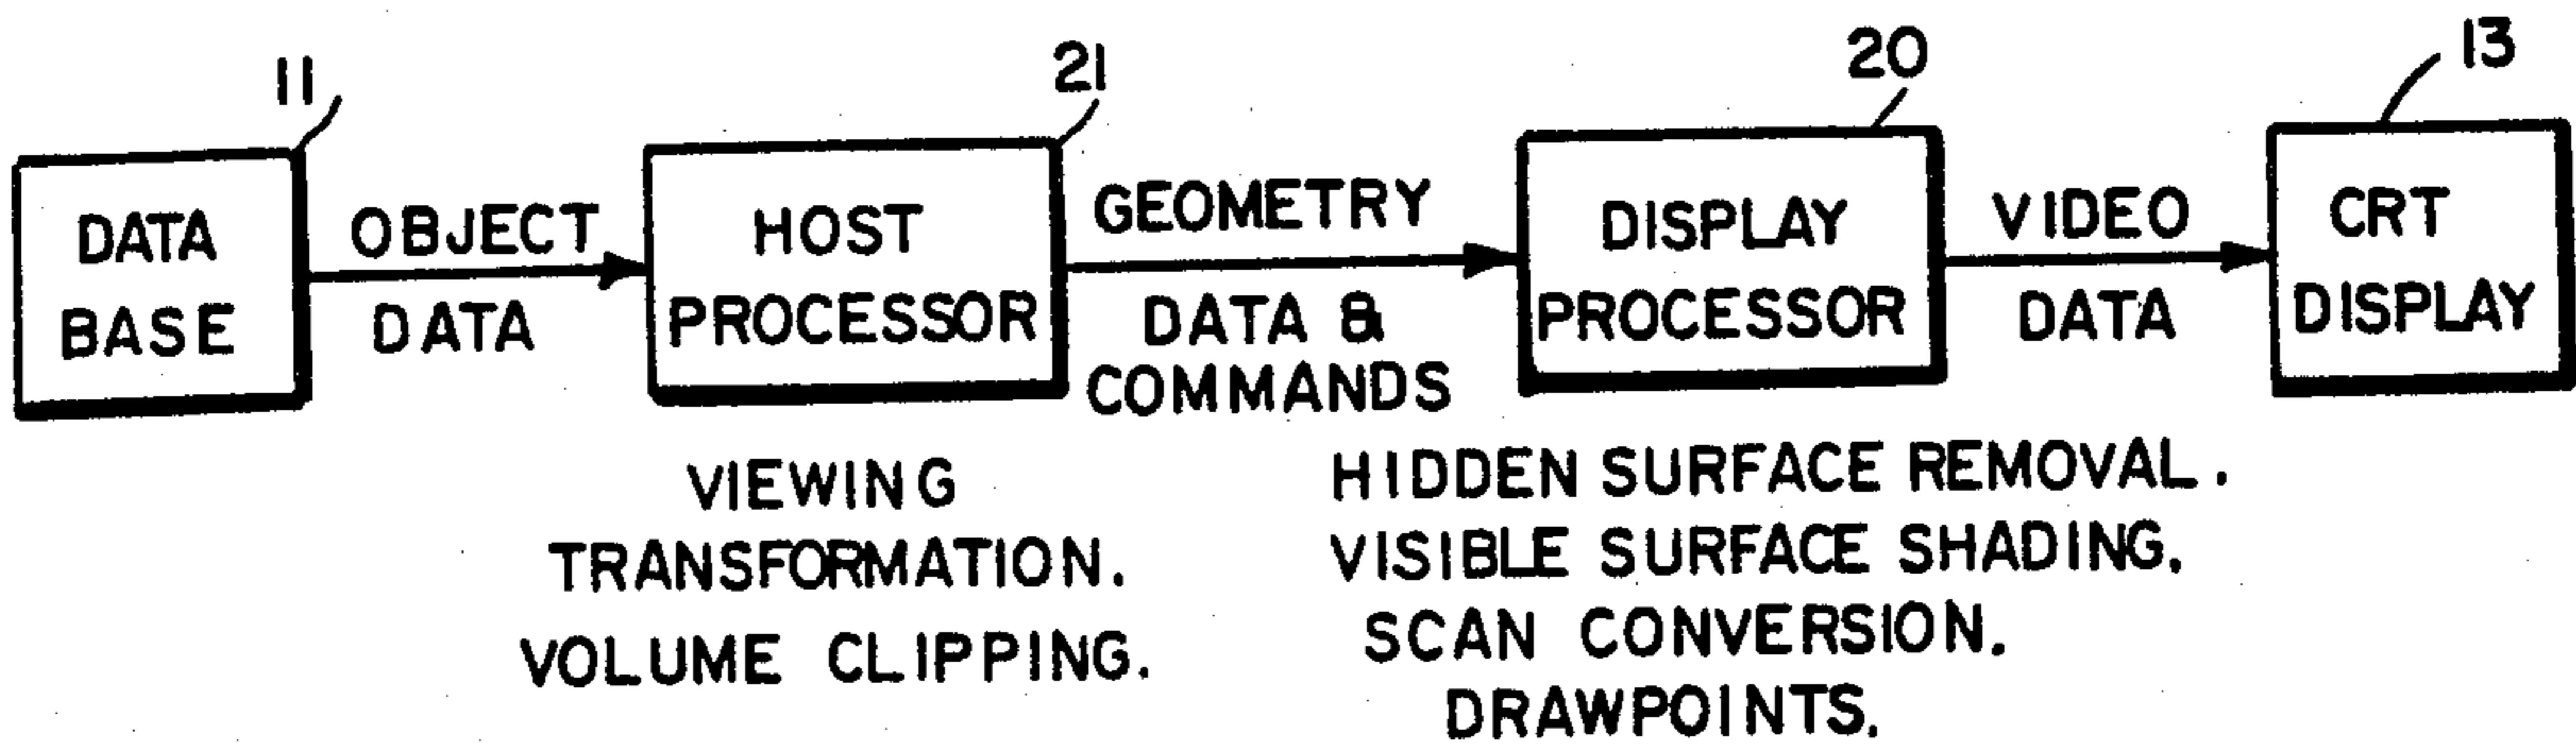 11
21
20
13
DATA
BASE
OBJECT
DATA
HOST
PROCESSOR
GEOMETRY
DATA &
COMMANDS
DISPLAY
PROCESSOR
VIDEO
DATA
CRT
DISPLAY
VIEWING
TRANSFORMATION.
VOLUME CLIPPING.
HIDDEN SURFACE REMOVAL.
VISIBLE SURFACE SHADING.
SCAN CONVERSION.
DRAWPOINTS.